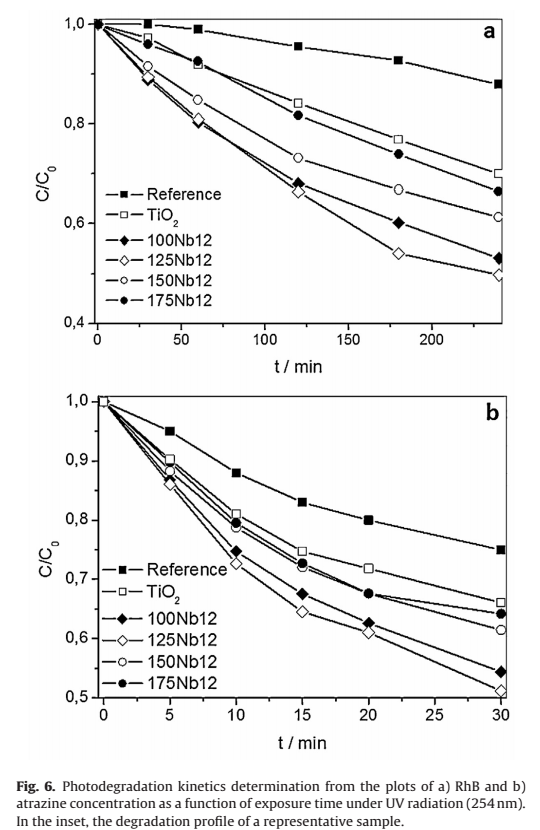 a
1,0
0,8
0,6
0,4
C/C0
Reference
TiO2
100Nb12
125Nb12
150Nb12
175Nb12
0 50 100 150 200
t / min
b
1,0
0,9
0,8
0,7
0,6
0,5
C/C0
Reference
TiO2
100Nb12
125Nb12
150Nb12
175Nb12
0 5 10 15 20 25 30
t / min
Fig. 6. Photodegradation kinetics determination from the plots of a) RhB and b)
atrazine concentration as a function of exposure time under UV radiation (254 nm).
In the inset, the degradation profile of a representative sample.